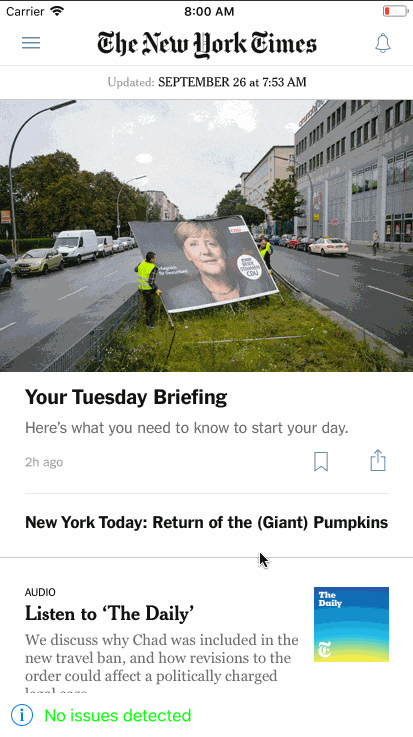 Carrier 8:00 AM
The New York Times
Updated: SEPTEMBER 26 at 7:53 AM
CDU
Your Tuesday Briefing
Here's what you need to know to start your day.
2h ago
New York Today: Return of the (Giant) Pumpkins
AUDIO
Listen to ‘The Daily’
The
Daily
We discuss why Chad was included in the
new travel ban, and how revisions to the
order could affect a politically charged
legal case.
No issues detected